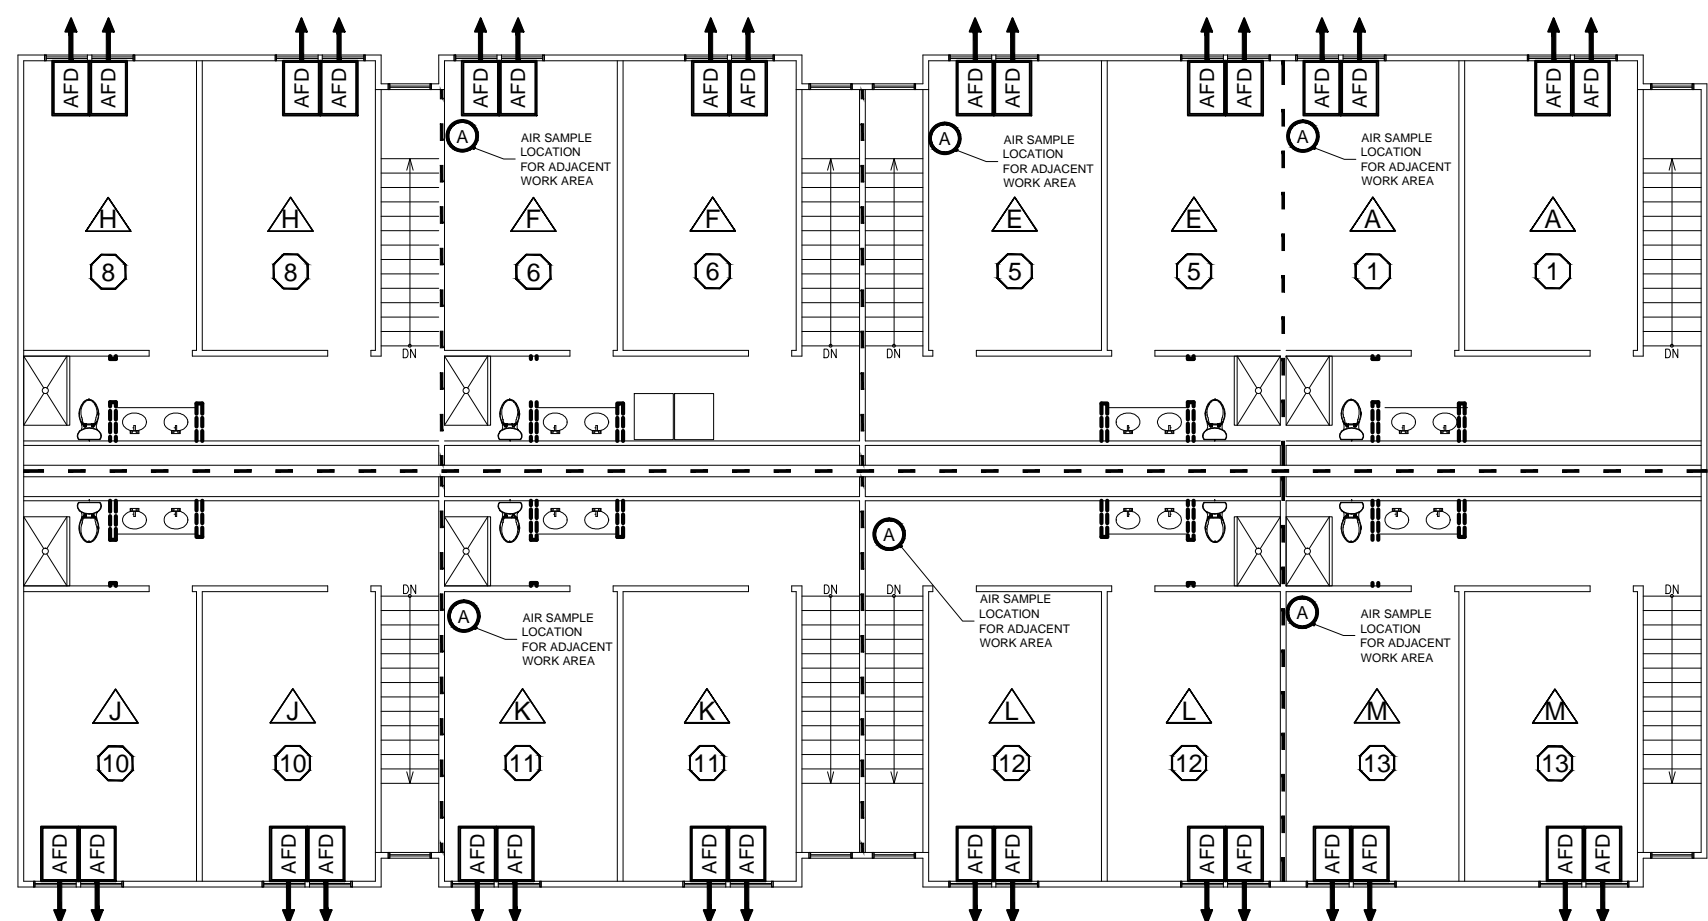 AFD AFD AFD AFD AFD AFD AFD AFD AFD AFD AFD AFD AFD AFD AFD AFD
A
AIR SAMPLE
LOCATION
FOR ADJACENT
WORK AREA
A
AIR SAMPLE
LOCATION
FOR ADJACENT
WORK AREA
A
AIR SAMPLE
LOCATION
FOR ADJACENT
WORK AREA
H H F F E E A A
8 8 6 6 5 5 1 1
DN DN DN DN
A
AIR SAMPLE
LOCATION
FOR ADJACENT
WORK AREA
DN DN DN DN
A
AIR SAMPLE
LOCATION
FOR ADJACENT
WORK AREA
A
AIR SAMPLE
LOCATION
FOR ADJACENT
WORK AREA
J J K K L L M M
10 10 11 11 12 12 13 13
AFD AFD AFD AFD AFD AFD AFD AFD AFD AFD AFD AFD AFD AFD AFD AFD